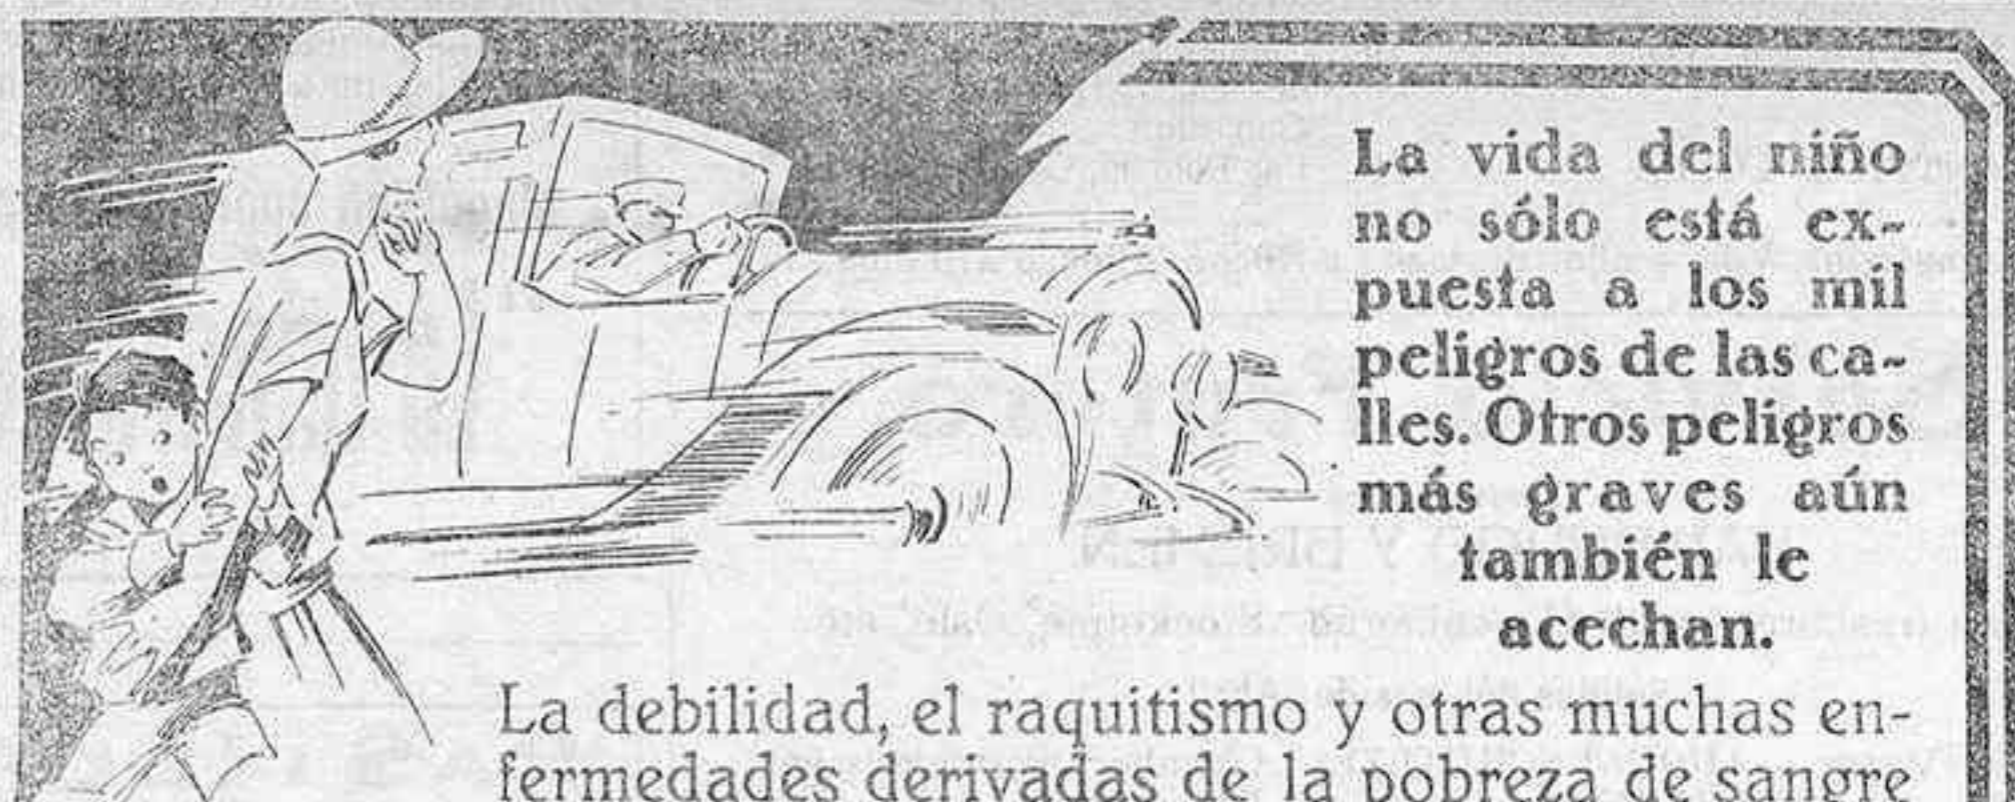 La vida del niño
no sólo está ex-
puesta a los mil
peligros de las ca-
lles. Otros peligros
más graves aún
también le
acechan.
La debilidad, el raquitismo y otras muchas en-
fermedades derivadas de la pobreza de sangre